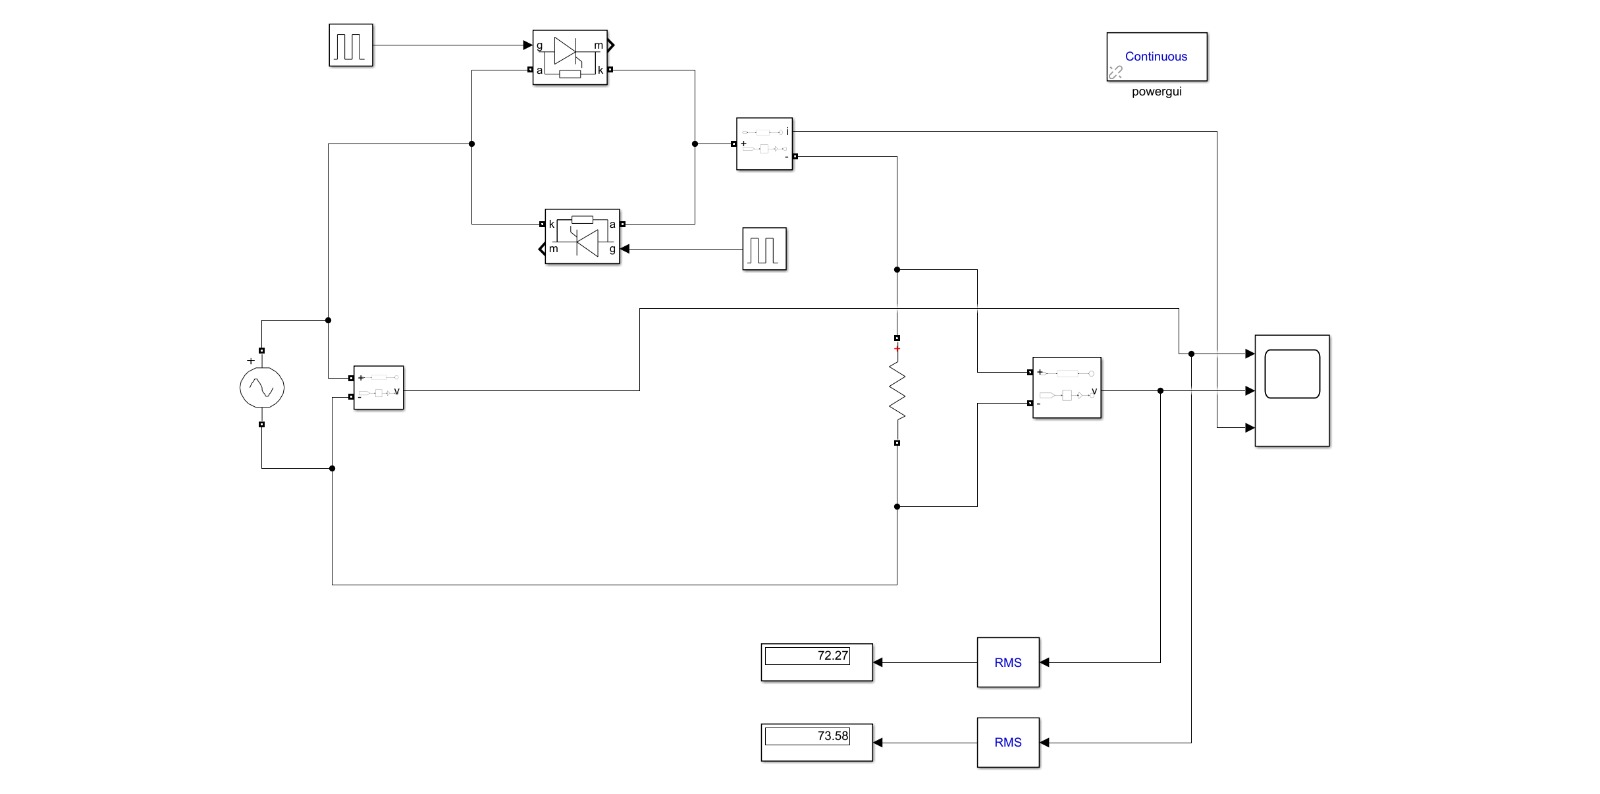 g m
a k
Continuous
powergui
i
+
-
k a
m g
+
+
+ v
-
+ v
-
72.27
RMS
73.58
RMS